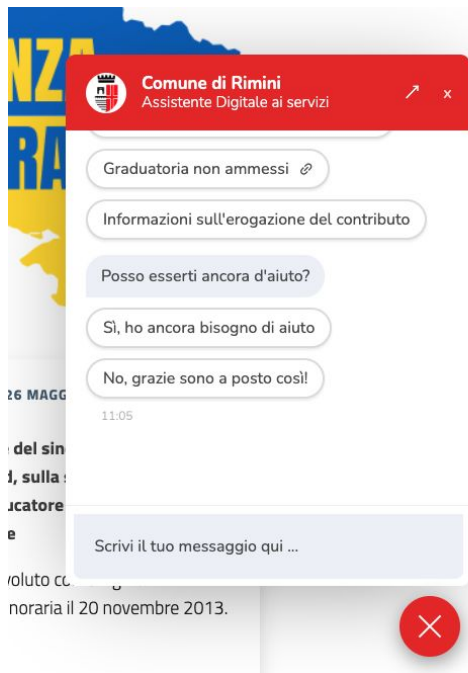 NZA
RA
Comune di Rimini
Assistente Digitale ai servizi
x
Graduatoria non ammessi
Informazioni sull'erogazione del contributo
Posso esserti ancora d'aiuto?
Sì, ho ancora bisogno di aiuto
No, grazie sono a posto così!
11:05
26 MAGG
del sin
d, sulla
ucatore
e
Scrivi il tuo messaggio qui ...
voluto
noraria il 20 novembre 2013.